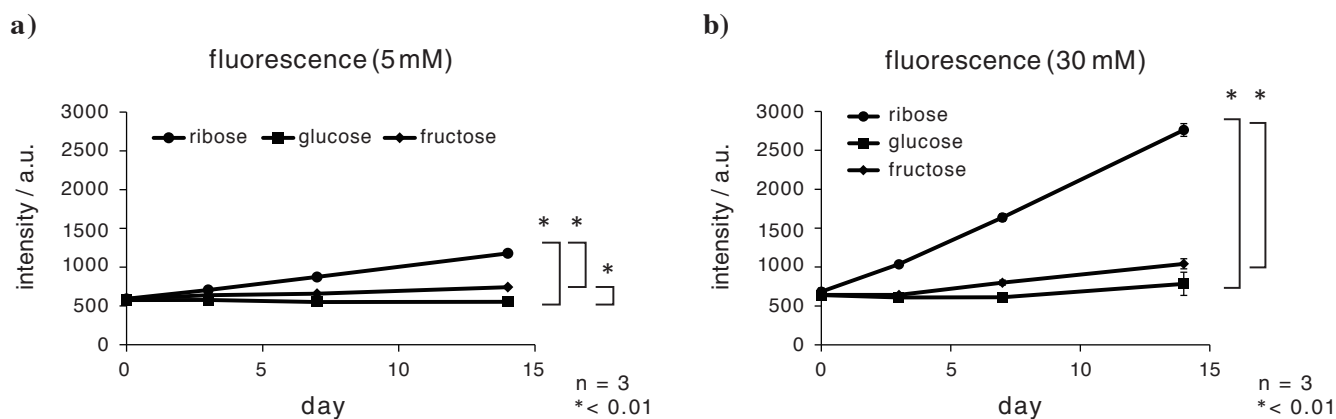 a)
fluorescence (5 mM)
3000
2500
2000
1500
1000
500
0
intensity / a.u.
ribose glucose fructose
* * *
0 5 10 15
day
n = 3
*< 0.01
b)
fluorescence (30 mM)
3000
2500
2000
1500
1000
500
0
intensity / a.u.
ribose
glucose
fructose
* *
0 5 10 15
day
n = 3
*< 0.01